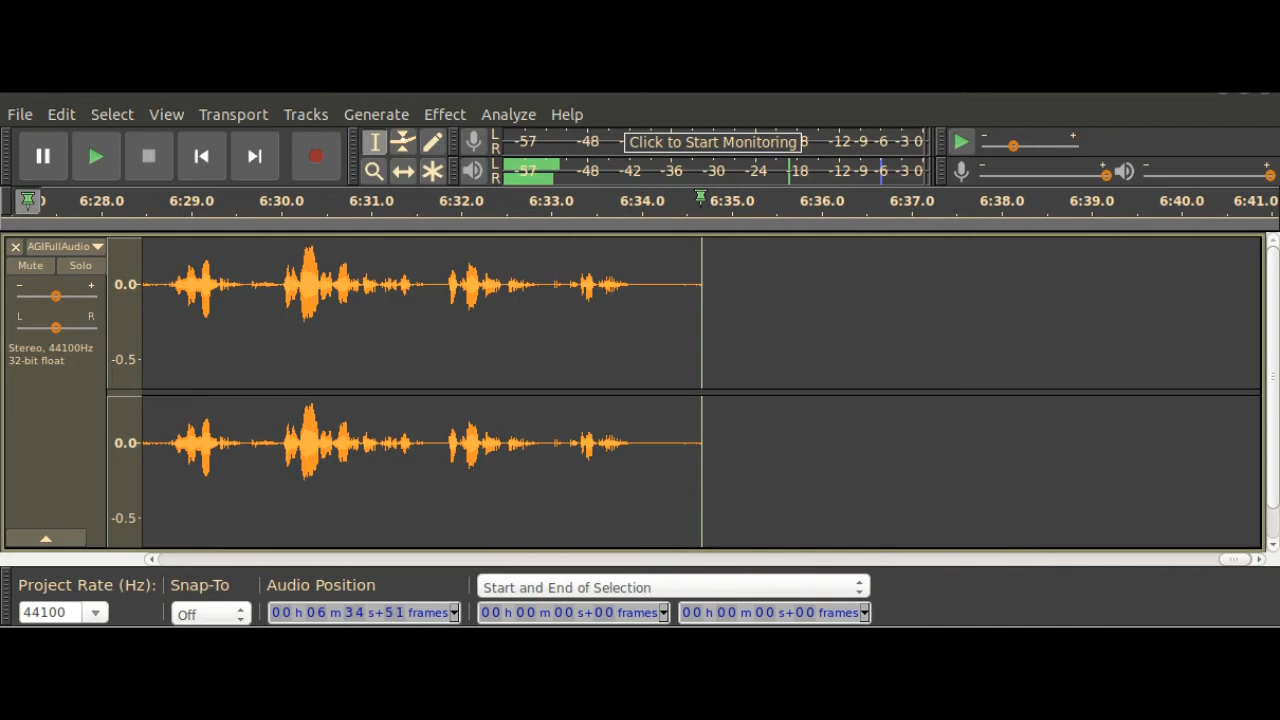 File Edit Select View Transport Tracks Generate Effect Analyze Help
L R -57 -48 Click to Start Monitoring 8 -12 -9 -6 -3 0
L R -57 -48 -42 -36 -30 -24 -18 -12 -9 -6 -3 0
- +
- + - +
0 6:28.0 6:29.0 6:30.0 6:31.0 6:32.0 6:33.0 6:34.0 6:35.0 6:36.0 6:37.0 6:38.0 6:39.0 6:40.0 6:41.0
AGIFullAudio
Mute Solo
- +
0.0
L R
Stereo, 44100Hz
32-bit float
-0.5
0.0
-0.5
Project Rate (Hz): Snap-To Audio Position Start and End of Selection
44100 Off 00 h 06 m 34 s+51 frames 00 h 00 m 00 s+00 frames 00 h 00 m 00 s+00 frames